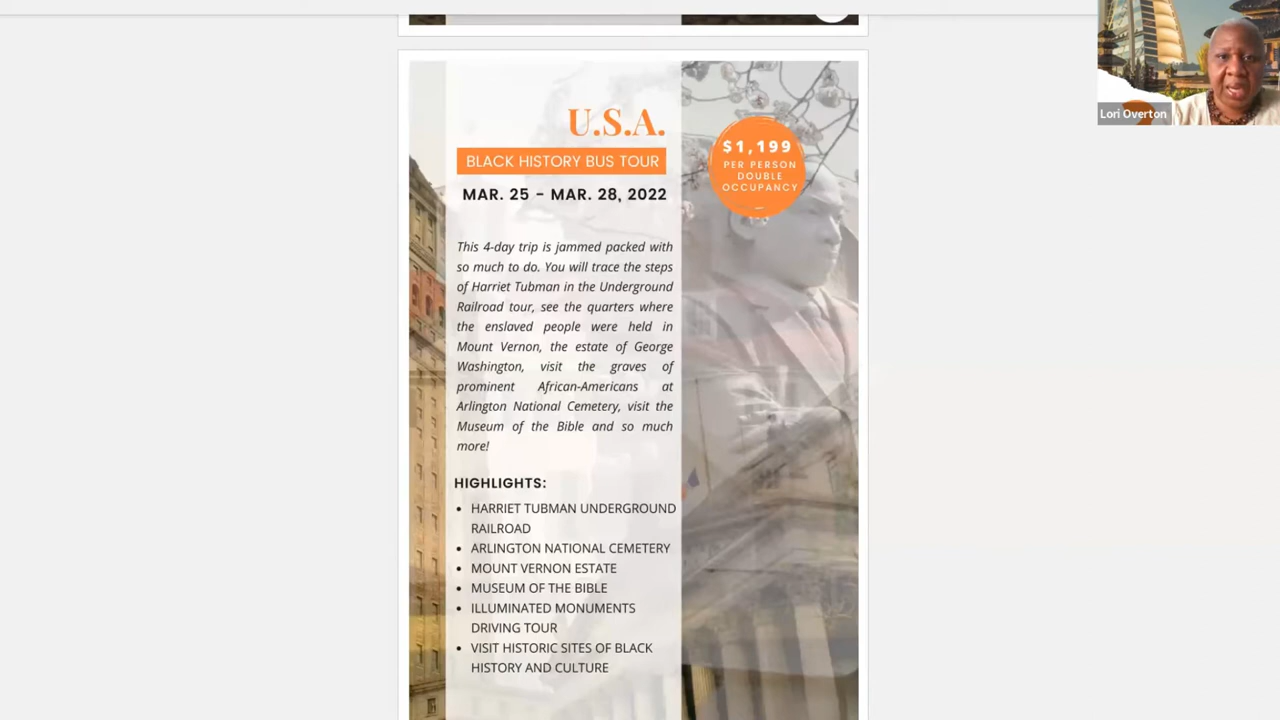 U.S.A.
BLACK HISTORY BUS TOUR
MAR. 25 - MAR. 28, 2022
$1,199
PER PERSON
DOUBLE
OCCUPANCY
This 4-day trip is jammed packed with
so much to do. You will trace the steps
of Harriet Tubman in the Underground
Railroad tour, see the quarters where
the enslaved people were held in
Mount Vernon, the estate of George
Washington, visit the graves of
prominent African-Americans at
Arlington National Cemetery, visit the
Museum of the Bible and so much
more!
HIGHLIGHTS:
• HARRIET TUBMAN UNDERGROUND
RAILROAD
• ARLINGTON NATIONAL CEMETERY
• MOUNT VERNON ESTATE
• MUSEUM OF THE BIBLE
• ILLUMINATED MONUMENTS
DRIVING TOUR
• VISIT HISTORIC SITES OF BLACK
HISTORY AND CULTURE
Lori Overton